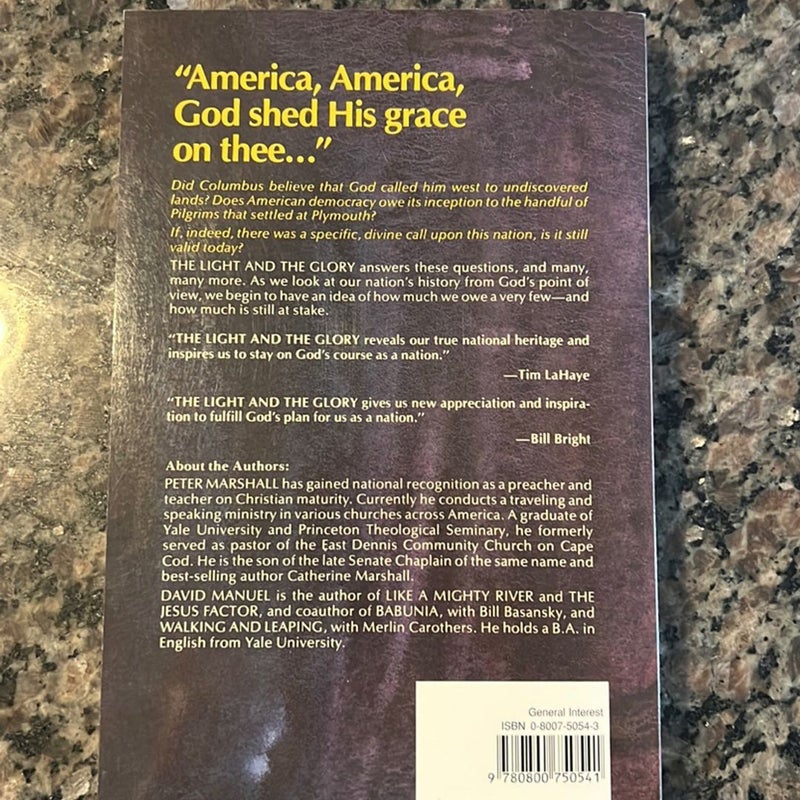 “America, America,
God shed His grace
on thee...”
Did Columbus believe that God called him west to undiscovered
lands? Does American democracy owe its inception to the handful of
Pilgrims that settled at Plymouth?
If, indeed, there was a specific, divine call upon this nation, is it still
valid today?
THE LIGHT AND THE GLORY answers these questions, and many,
many more. As we look at our nation’s history from God’s point of
view, we begin to have an idea of how much we owe a very few—and
how much is still at stake.
“THE LIGHT AND THE GLORY reveals our true national heritage and
inspires us to stay on God’s course as a nation.”
—Tim LaHaye
“THE LIGHT AND THE GLORY gives us new appreciation and inspira-
tion to fulfill God’s plan for us as a nation.”
—Bill Bright
About the Authors:
PETER MARSHALL has gained national recognition as a preacher and
teacher on Christian maturity. Currently he conducts a traveling and
speaking ministry in various churches across America. A graduate of
Yale University and Princeton Theological Seminary, he formerly
served as pastor of the East Dennis Community Church on Cape
Cod. He is the son of the late Senate Chaplain of the same name and
best-selling author Catherine Marshall.
DAVID MANUEL is the author of LIKE A MIGHTY RIVER and THE
JESUS FACTOR, and coauthor of BABUNIA, with Bill Basansky, and
WALKING AND LEAPING, with Merlin Carothers. He holds a B.A. in
English from Yale University.
General Interest
ISBN 0-8007-5054-3
9 780800 750541